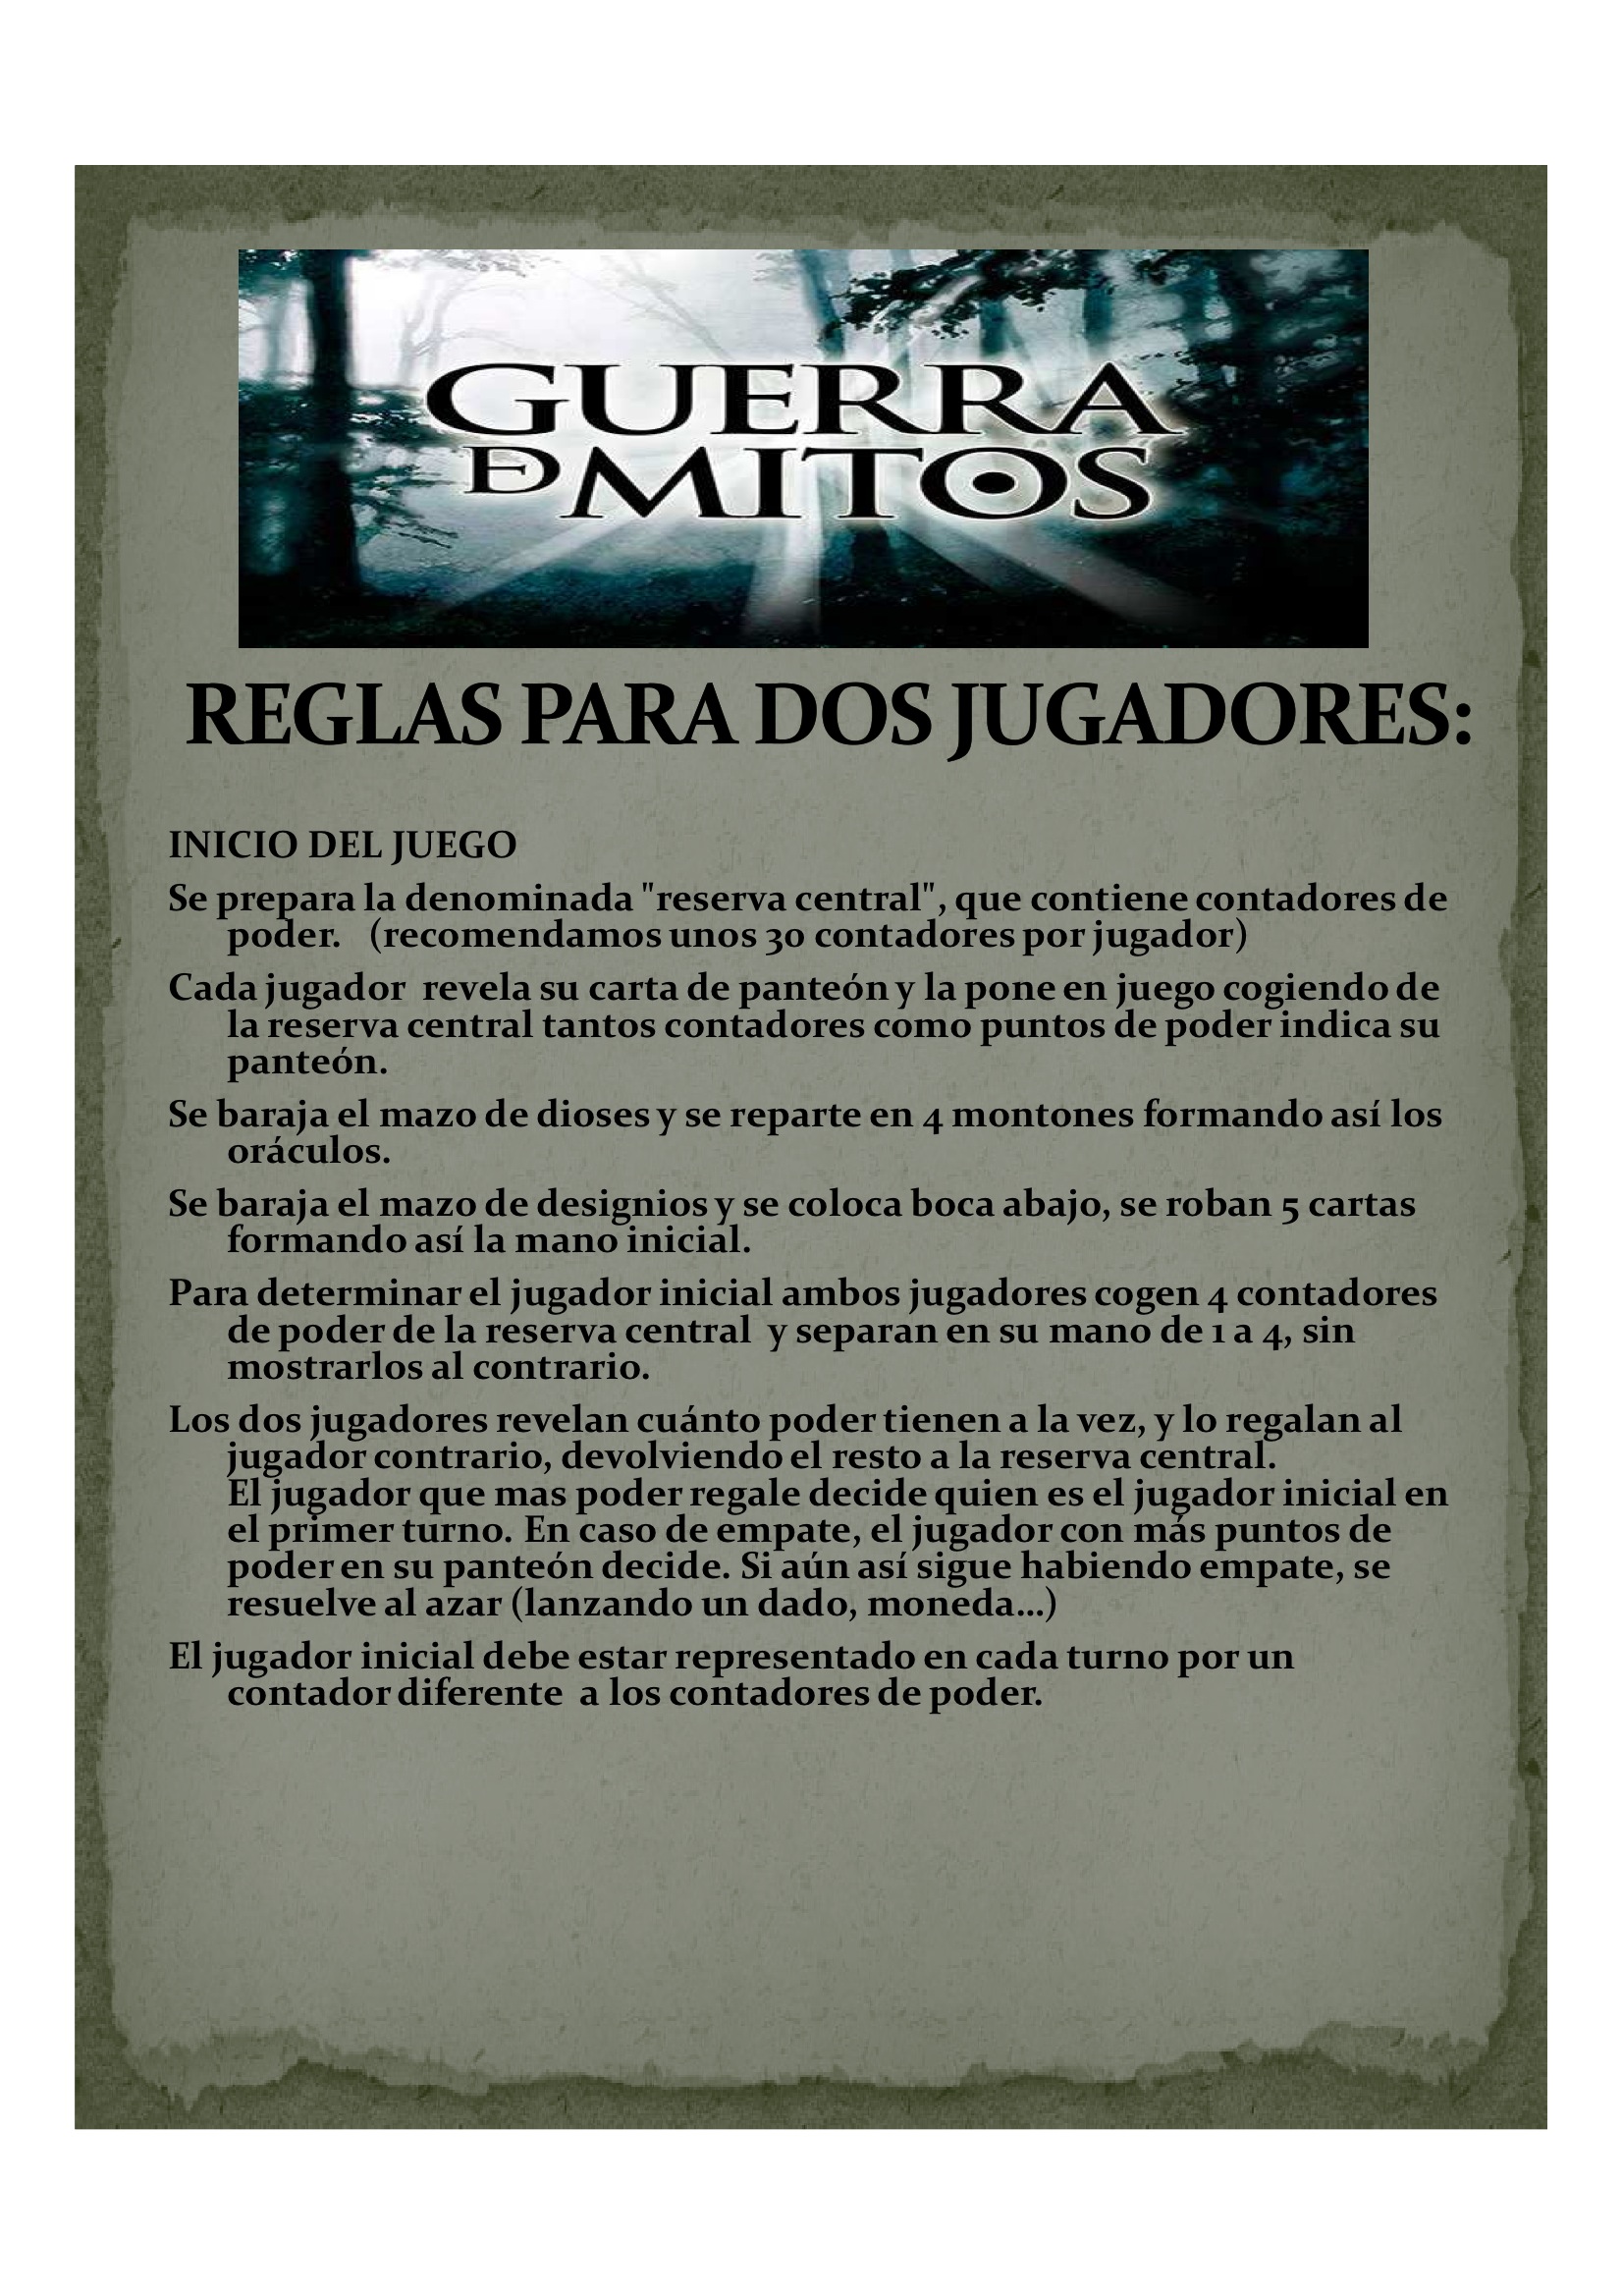 GUERRA
D MITOS
REGLAS PARA DOS JUGADORES:
INICIO DEL JUEGO
Se prepara la denominada "reserva central", que contiene contadores de
poder. (recomendamos unos 30 contadores por jugador)
Cada jugador revela su carta de panteón y la pone en juego cogiendo de
la reserva central tantos contadores como puntos de poder indica su
panteón.
Se baraja el mazo de dioses y se reparte en 4 montones formando así los
oráculos.
Se baraja el mazo de designios y se coloca boca abajo, se roban 5 cartas
formando así la mano inicial.
Para determinar el jugador inicial ambos jugadores cogen 4 contadores
de poder de la reserva central y separan en su mano de 1 a 4, sin
mostrarlos al contrario.
Los dos jugadores revelan cuánto poder tienen a la vez, y lo regalan al
jugador contrario, devolviendo el resto a la reserva central.
El jugador que mas poder regale decide quien es el jugador inicial en
el primer turno. En caso de empate, el jugador con más puntos de
poder en su panteón decide. Si aún así sigue habiendo empate, se
resuelve al azar (lanzando un dado, moneda...)
El jugador inicial debe estar representado en cada turno por un
contador diferente a los contadores de poder.